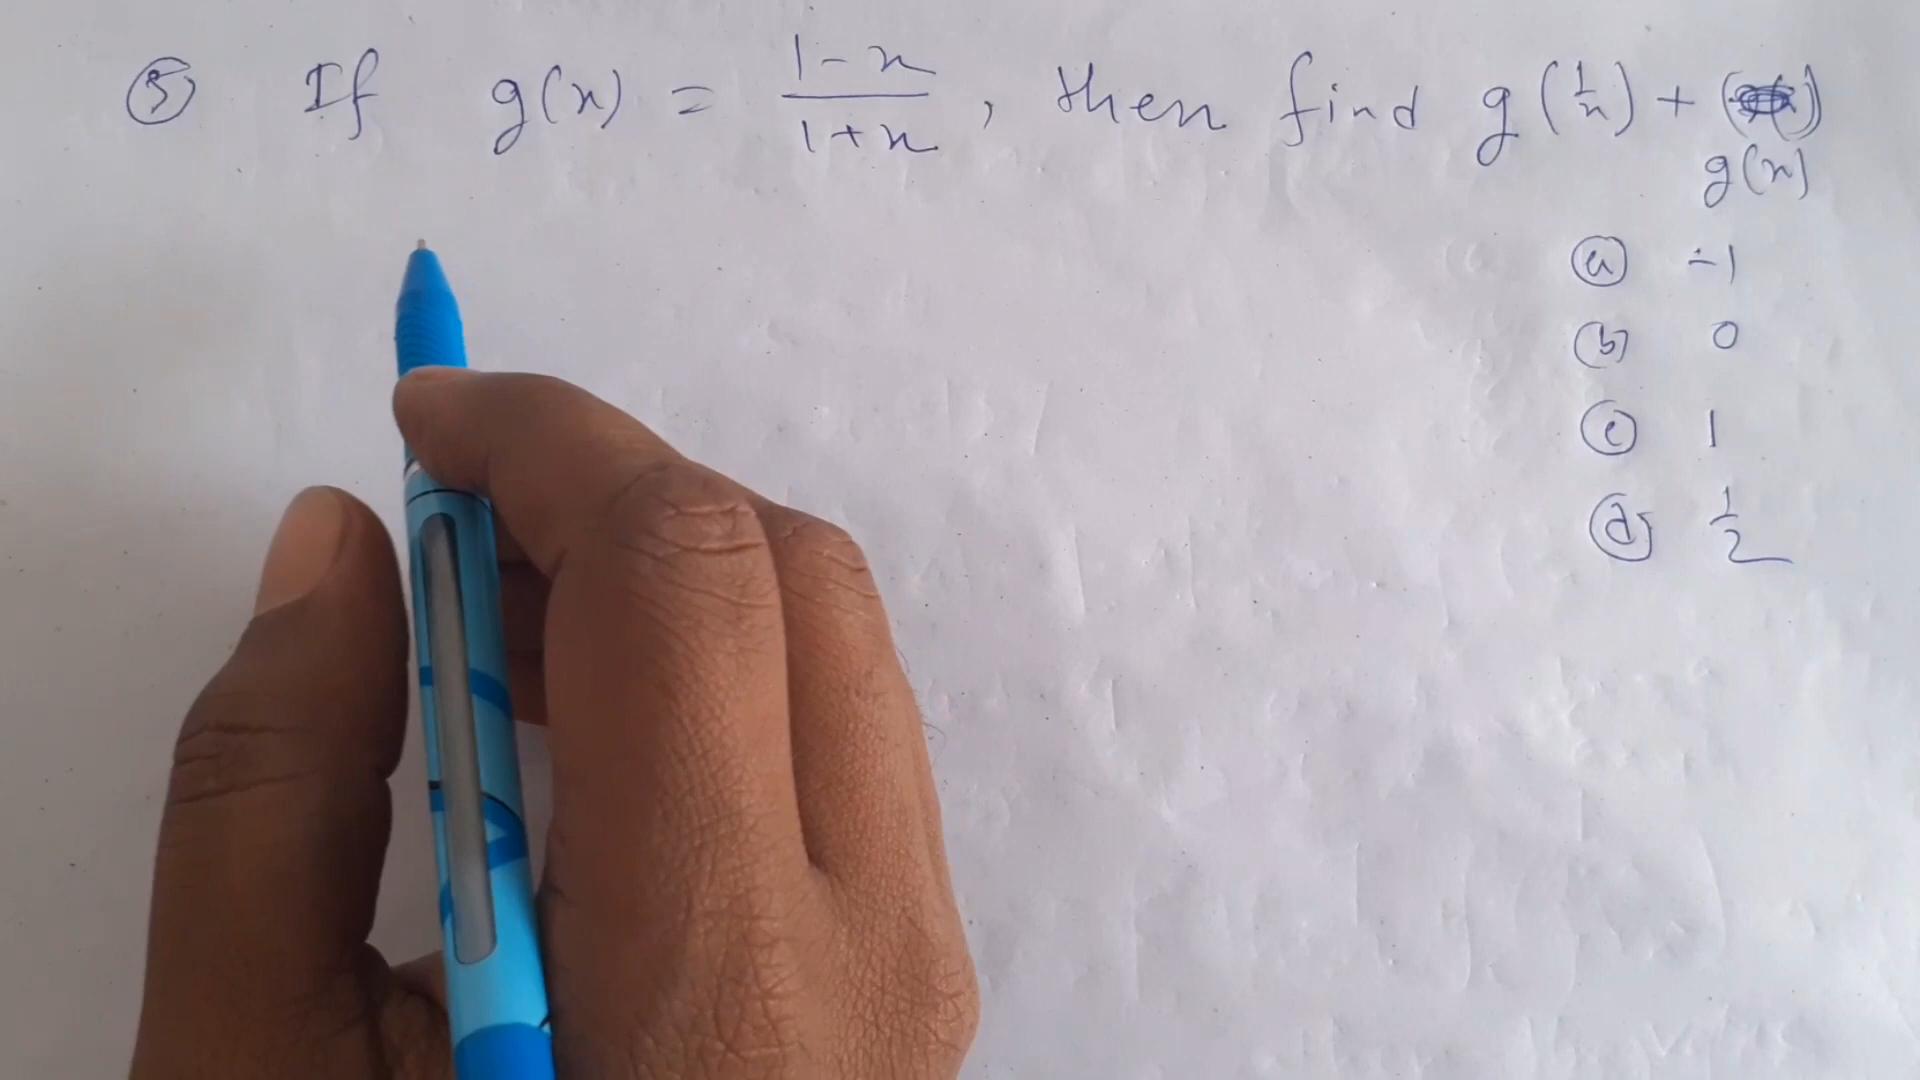 ⑤ If g(x) = (1-x)/(1+x), then find g(1/x) +
g(x)
ⓐ -1
ⓑ 0
ⓒ 1
ⓓ 1/2